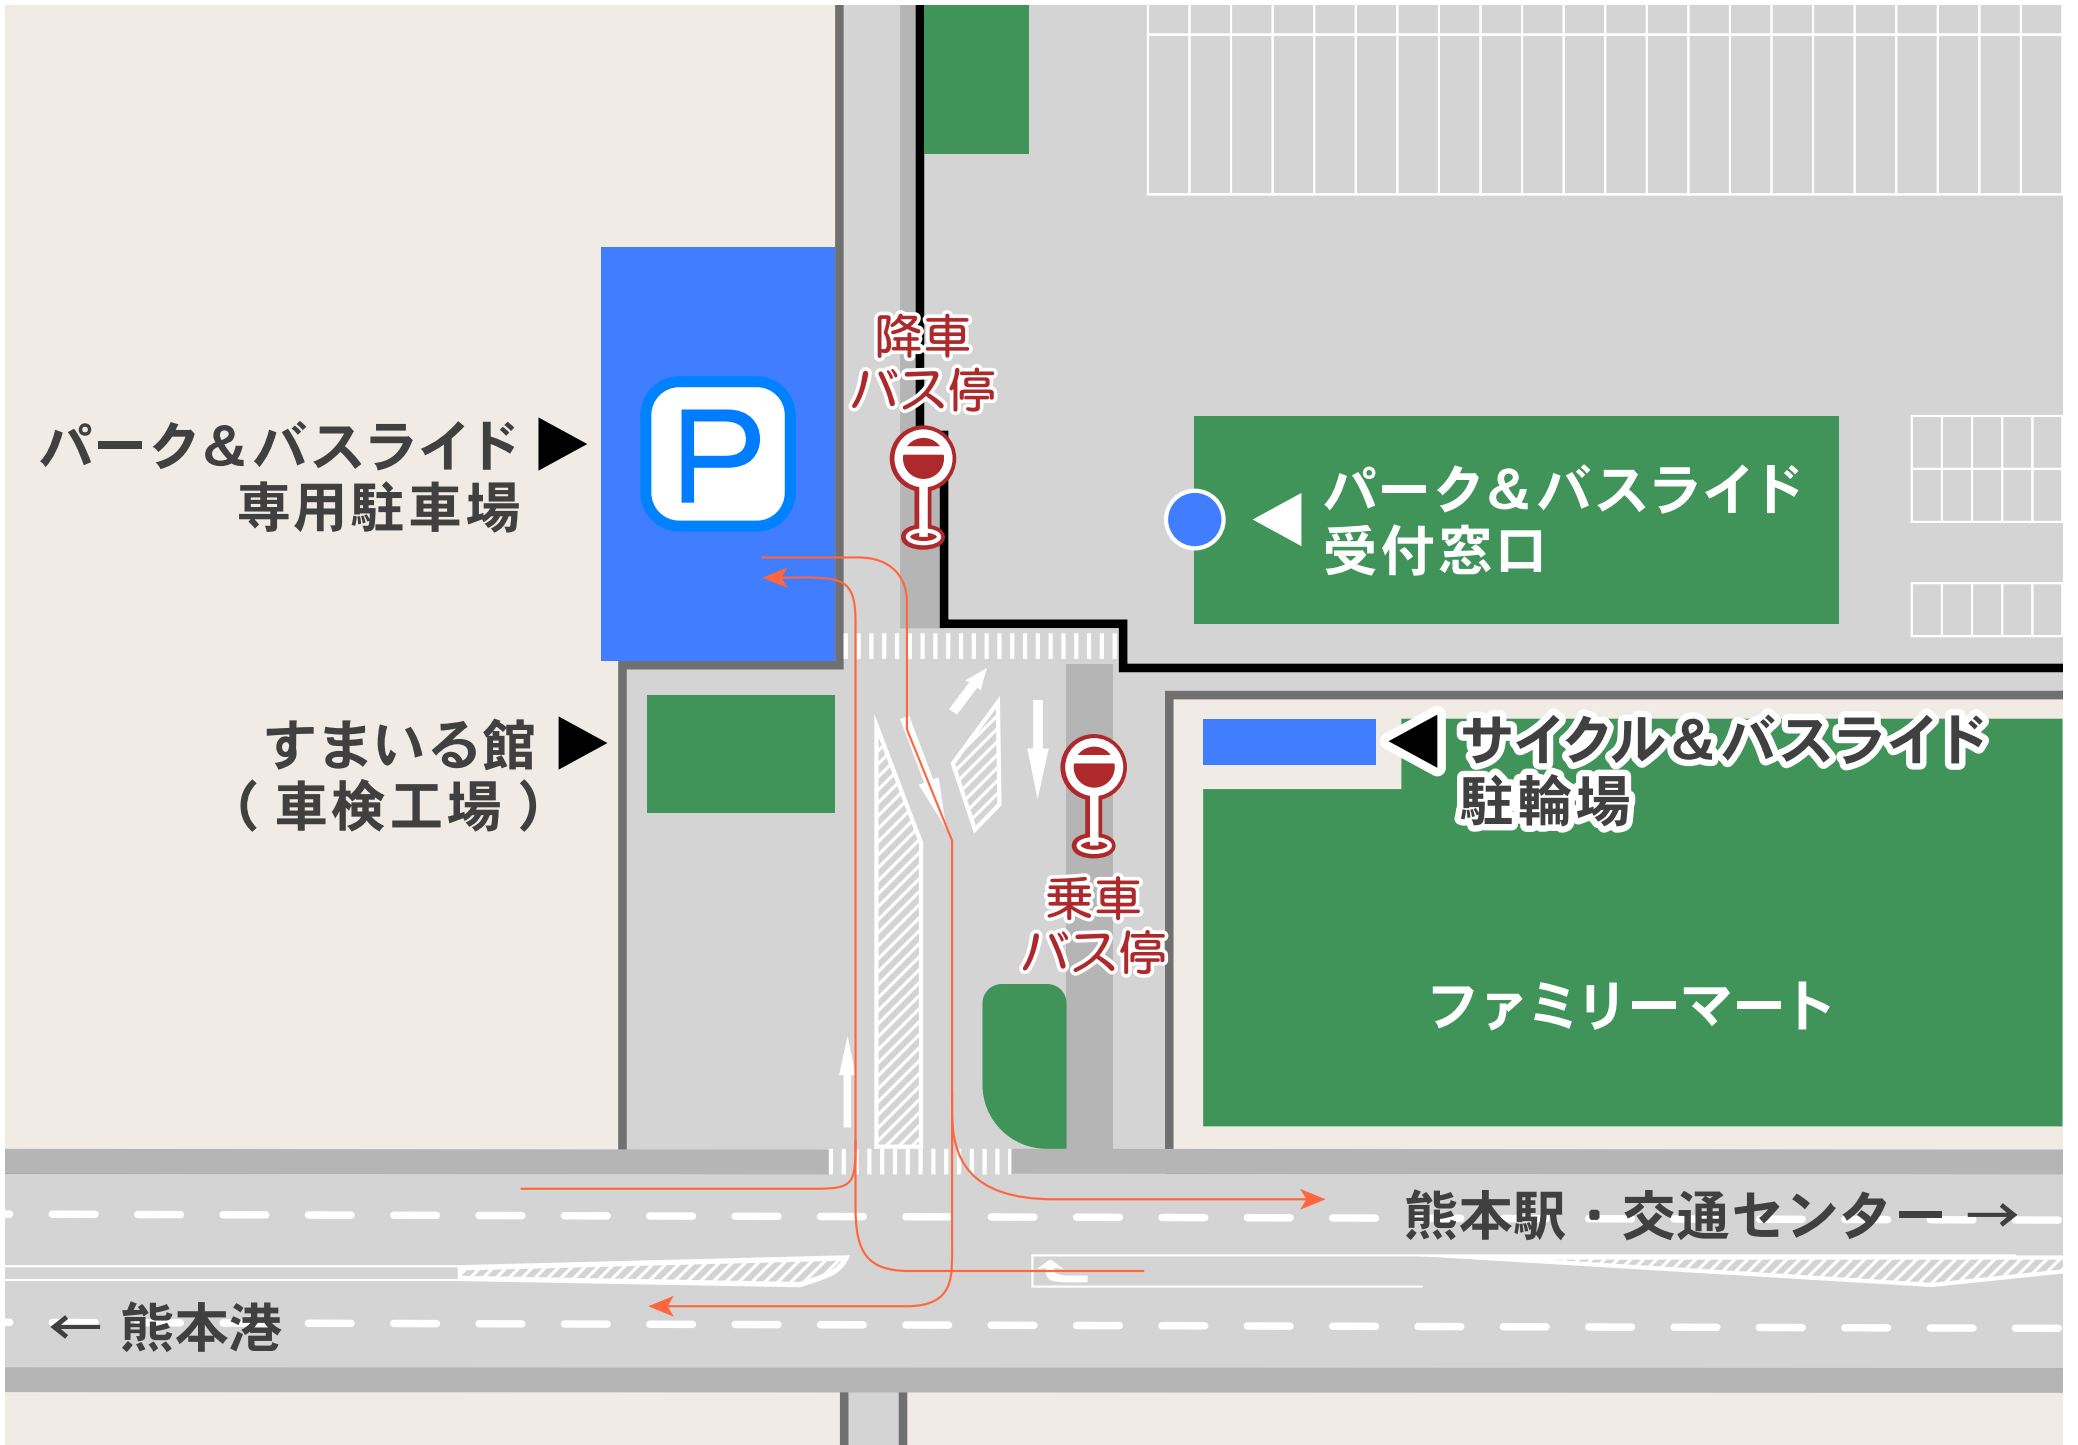 降車
バス停
パーク&バスライド
専用駐車場
P
パーク&バスライド
受付窓口
すまいる館
(車検工場)
サイクル&バスライド
駐輪場
乗車
バス停
ファミリーマート
熊本駅・交通センター →
← 熊本港